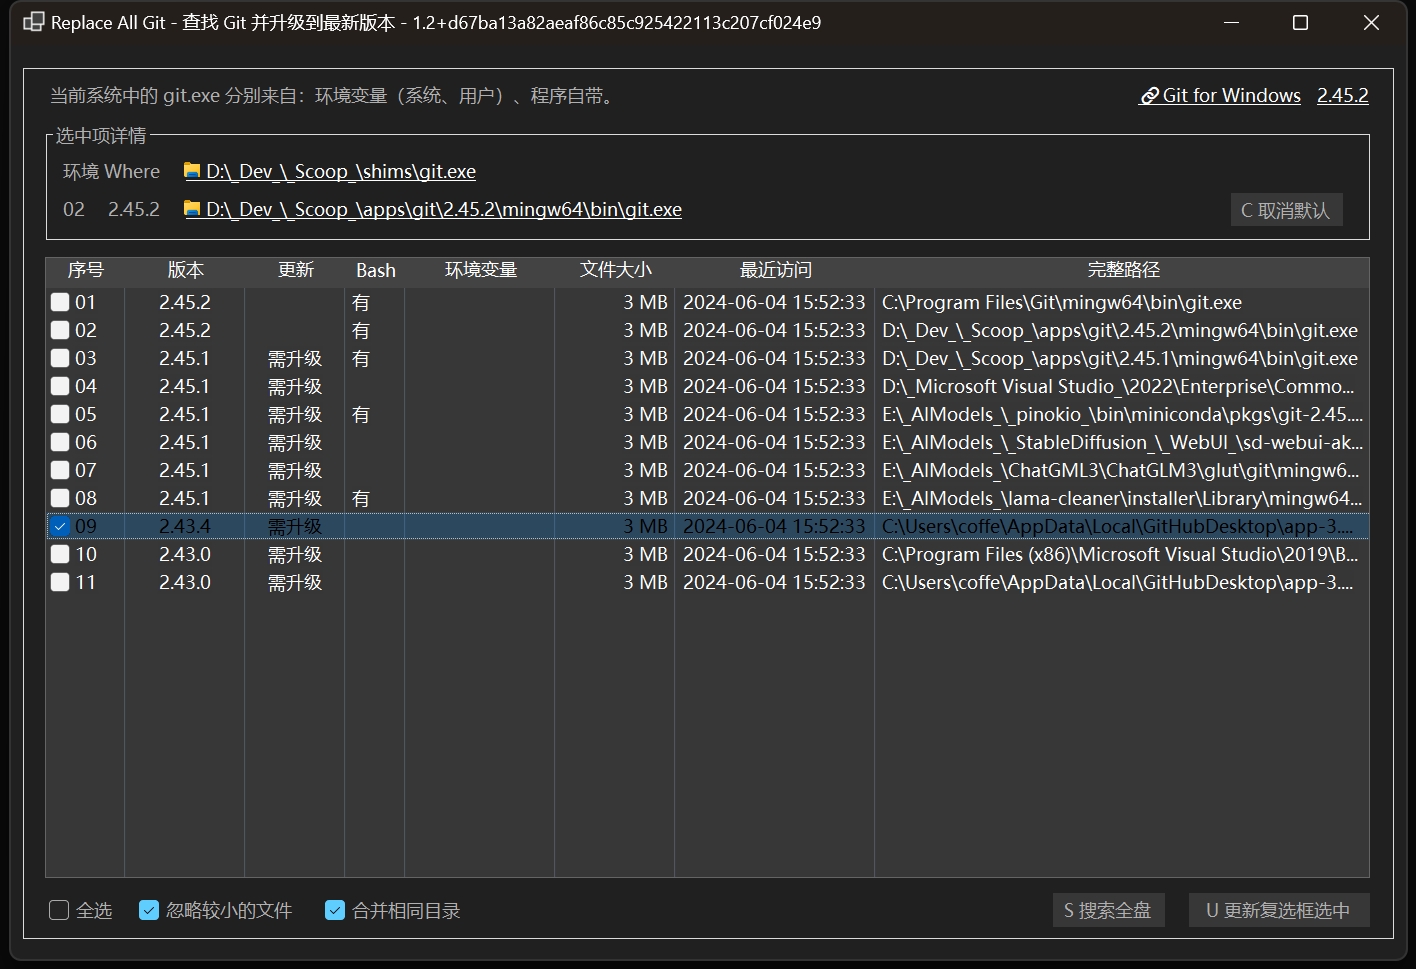 Replace All Git - 查找 Git 并升级到最新版本 - 1.2+d67ba13a82aeaf86c85c925422113c207cf024e9
当前系统中的 git.exe 分别来自：环境变量（系统、用户）、程序自带。 Git for Windows 2.45.2
选中项详情
环境 Where D:\_Dev_\_Scoop_\shims\git.exe
02 2.45.2 D:\_Dev_\_Scoop_\apps\git\2.45.2\mingw64\bin\git.exe C 取消默认
序号 版本 更新 Bash 环境变量 文件大小 最近访问 完整路径
01 2.45.2 有 3 MB 2024-06-04 15:52:33 C:\Program Files\Git\mingw64\bin\git.exe
02 2.45.2 有 3 MB 2024-06-04 15:52:33 D:\_Dev_\_Scoop_\apps\git\2.45.2\mingw64\bin\git.exe
03 2.45.1 需升级 有 3 MB 2024-06-04 15:52:33 D:\_Dev_\_Scoop_\apps\git\2.45.1\mingw64\bin\git.exe
04 2.45.1 需升级 3 MB 2024-06-04 15:52:33 D:\_Microsoft Visual Studio_\2022\Enterprise\Commo...
05 2.45.1 需升级 有 3 MB 2024-06-04 15:52:33 E:\_AIModels_\_pinokio_\bin\miniconda\pkgs\git-2.45....
06 2.45.1 需升级 3 MB 2024-06-04 15:52:33 E:\_AIModels_\_StableDiffusion_\_WebUI_\sd-webui-ak...
07 2.45.1 需升级 3 MB 2024-06-04 15:52:33 E:\_AIModels_\ChatGML3\ChatGLM3\glut\git\mingw6...
08 2.45.1 需升级 有 3 MB 2024-06-04 15:52:33 E:\_AIModels_\lama-cleaner\installer\Library\mingw64...
09 2.43.4 需升级 3 MB 2024-06-04 15:52:33 C:\Users\coffe\AppData\Local\GitHubDesktop\app-3....
10 2.43.0 需升级 3 MB 2024-06-04 15:52:33 C:\Program Files (x86)\Microsoft Visual Studio\2019\B...
11 2.43.0 需升级 3 MB 2024-06-04 15:52:33 C:\Users\coffe\AppData\Local\GitHubDesktop\app-3....
全选 忽略较小的文件 合并相同目录 S 搜索全盘 U 更新复选框选中